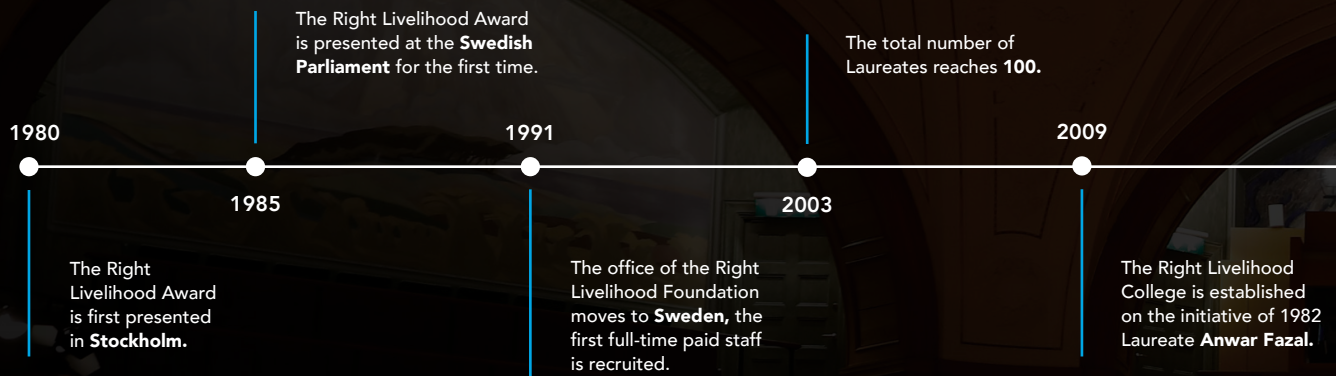 The Right Livelihood Award
is presented at the Swedish
Parliament for the first time.
The total number of
Laureates reaches 100.
1980
1991
2009
1985
2003
The Right
Livelihood Award
is first presented
in Stockholm.
The office of the Right
Livelihood Foundation
moves to Sweden, the
first full-time paid staff
is recruited.
The Right Livelihood
College is established
on the initiative of 1982
Laureate Anwar Fazal.